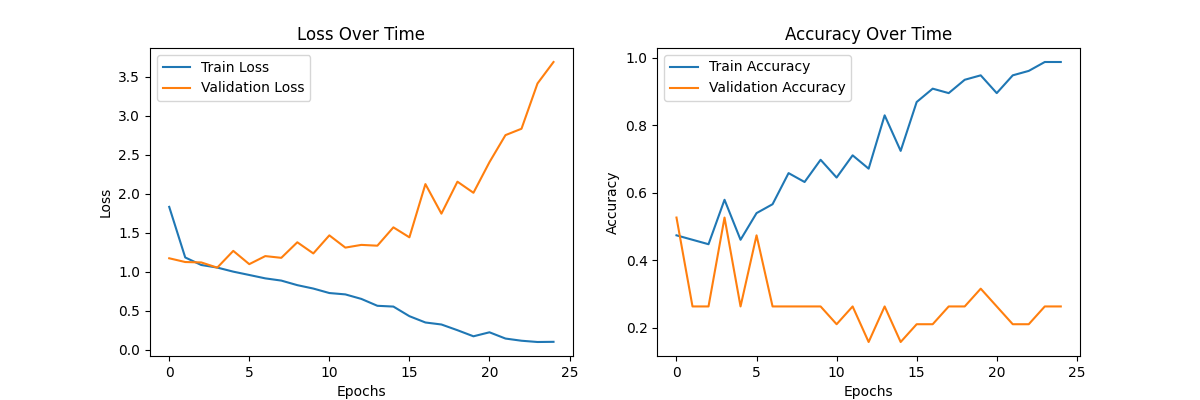 Loss Over Time
Train Loss
Validation Loss
3.5
3.0
2.5
2.0
1.5
1.0
0.5
0.0
Loss
0 5 10 15 20 25
Epochs
Accuracy Over Time
Train Accuracy
Validation Accuracy
1.0
0.8
0.6
0.4
0.2
Accuracy
0 5 10 15 20 25
Epochs